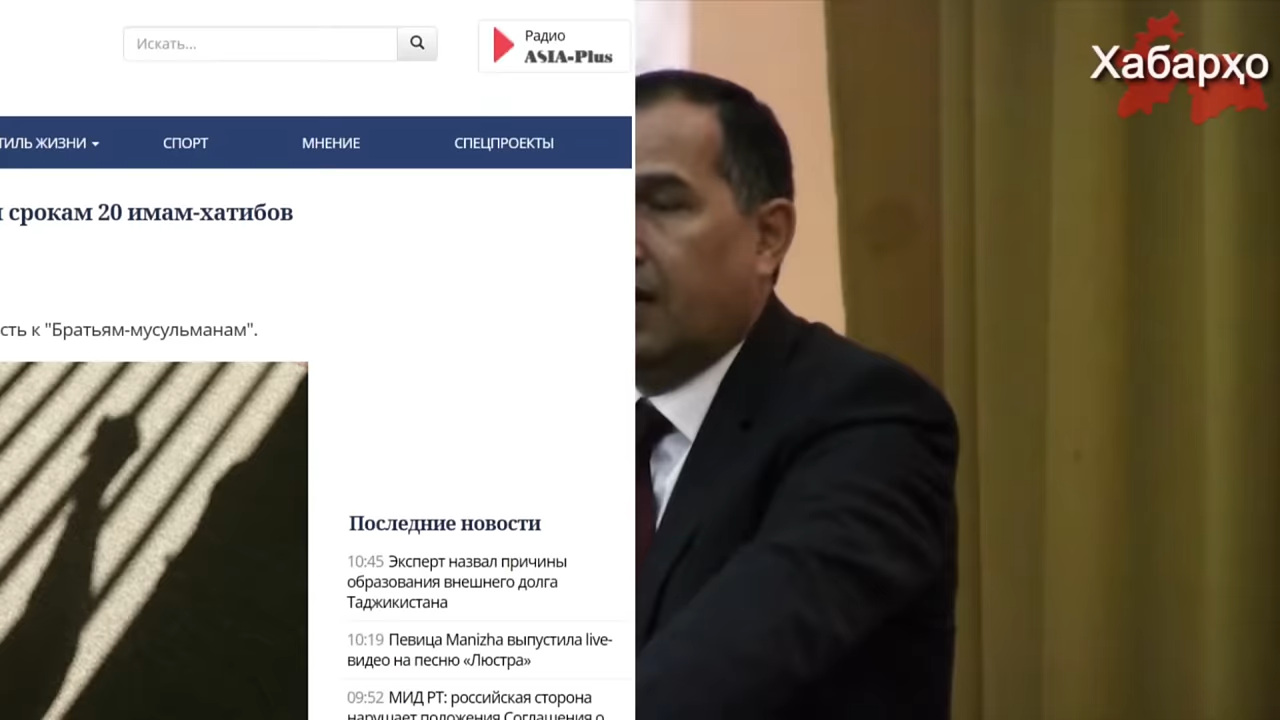 Искать...
Радио
ASIA-Plus
ТИЛЬ ЖИЗНИ
СПОРТ
МНЕНИЕ
СПЕЦПРОЕКТЫ
срокам 20 имам-хатибов
сть к "Братьям-мусульманам".
Последние новости
10:45 Эксперт назвал причины
образования внешнего долга
Таджикистана
10:19 Певица Manizha выпустила live-
видео на песню «Люстра»
09:52 МИД РТ: российская сторона
нарушает положения Соглашения о
Хабарҳо